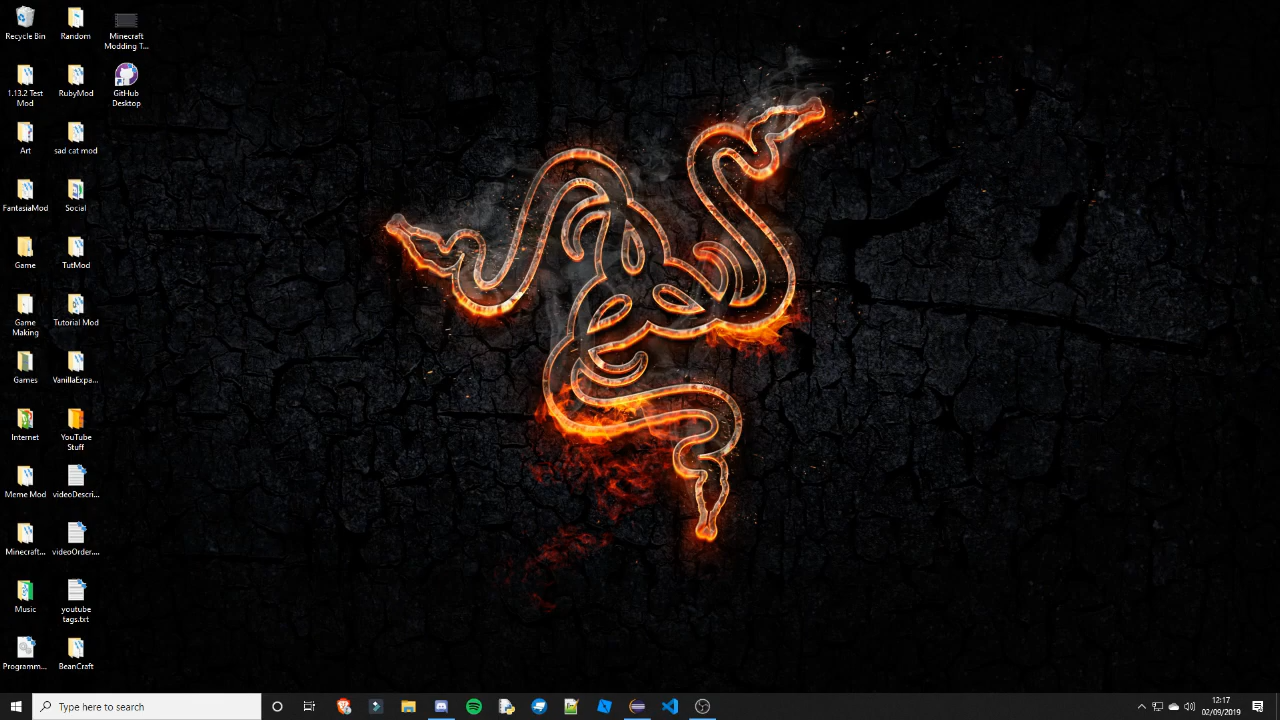 Recycle Bin
Random
Minecraft
Modding T...
1.13.2 Test
Mod
RubyMod
GitHub
Desktop
Art
sad cat mod
FantasiaMod
Social
Game
TutMod
Game
Making
Tutorial Mod
Games
VanillaExpa...
Internet
YouTube
Stuff
Meme Mod
videoDescri...
Minecraft...
videoOrder....
Music
youtube
tags.txt
Programm...
BeanCraft
Type here to search
12:17
02/09/2019